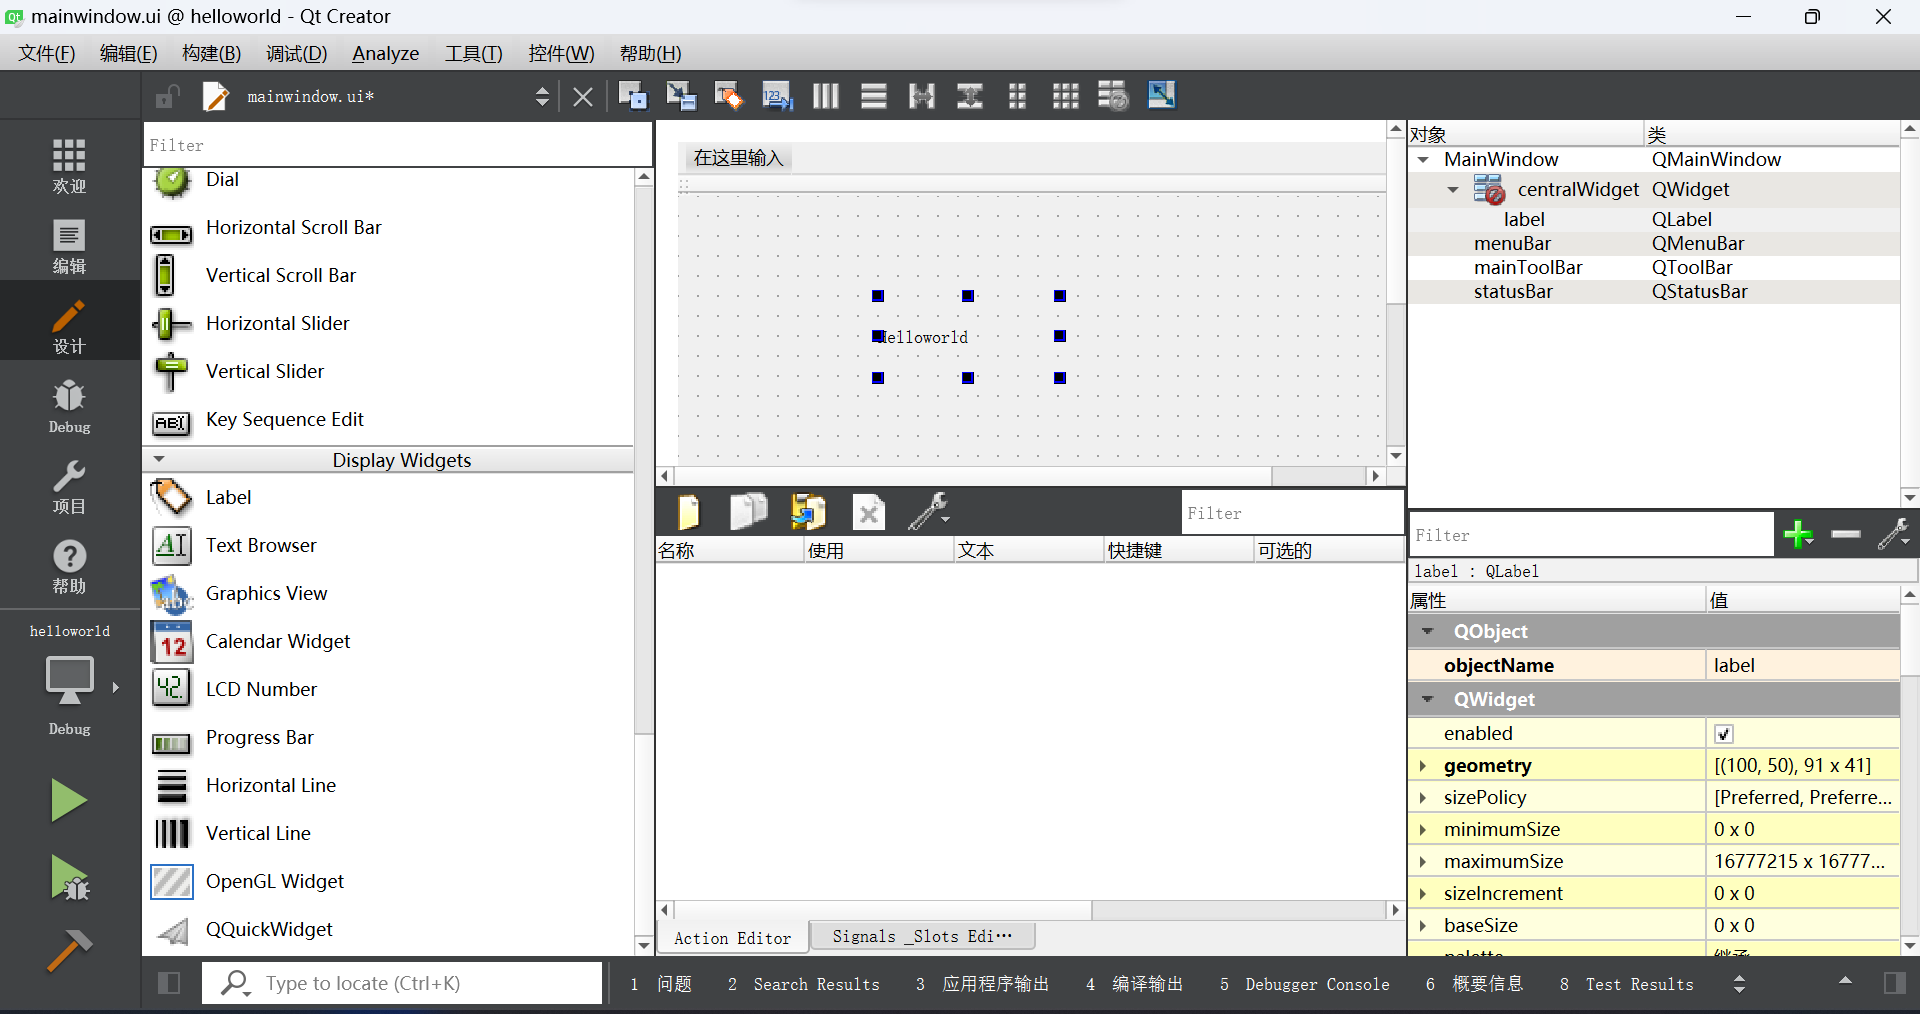 mainwindow.ui @ helloworld - Qt Creator
文件(F) 编辑(E) 构建(B) 调试(D) Analyze 工具(T) 控件(W) 帮助(H)
mainwindow.ui*
欢迎
编辑
设计
Debug
项目
帮助
helloworld
Debug
Filter
Dial
Horizontal Scroll Bar
Vertical Scroll Bar
Horizontal Slider
Vertical Slider
Key Sequence Edit
Display Widgets
Label
Text Browser
Graphics View
Calendar Widget
LCD Number
Progress Bar
Horizontal Line
Vertical Line
OpenGL Widget
QQuickWidget
在这里输入
Helloworld
Filter
名称 使用 文本 快捷键 可选的
Action Editor Signals _Slots Edi…
对象 类
MainWindow QMainWindow
centralWidget QWidget
label QLabel
menuBar QMenuBar
mainToolBar QToolBar
statusBar QStatusBar
Filter
label : QLabel
属性 值
QObject
objectName label
QWidget
enabled
geometry [(100, 50), 91 x 41]
sizePolicy [Preferred, Preferre...
minimumSize 0 x 0
maximumSize 16777215 x 16777...
sizeIncrement 0 x 0
baseSize 0 x 0
palette 继承
Type to locate (Ctrl+K)
1 问题 2 Search Results 3 应用程序输出 4 编译输出 5 Debugger Console 6 概要信息 8 Test Results